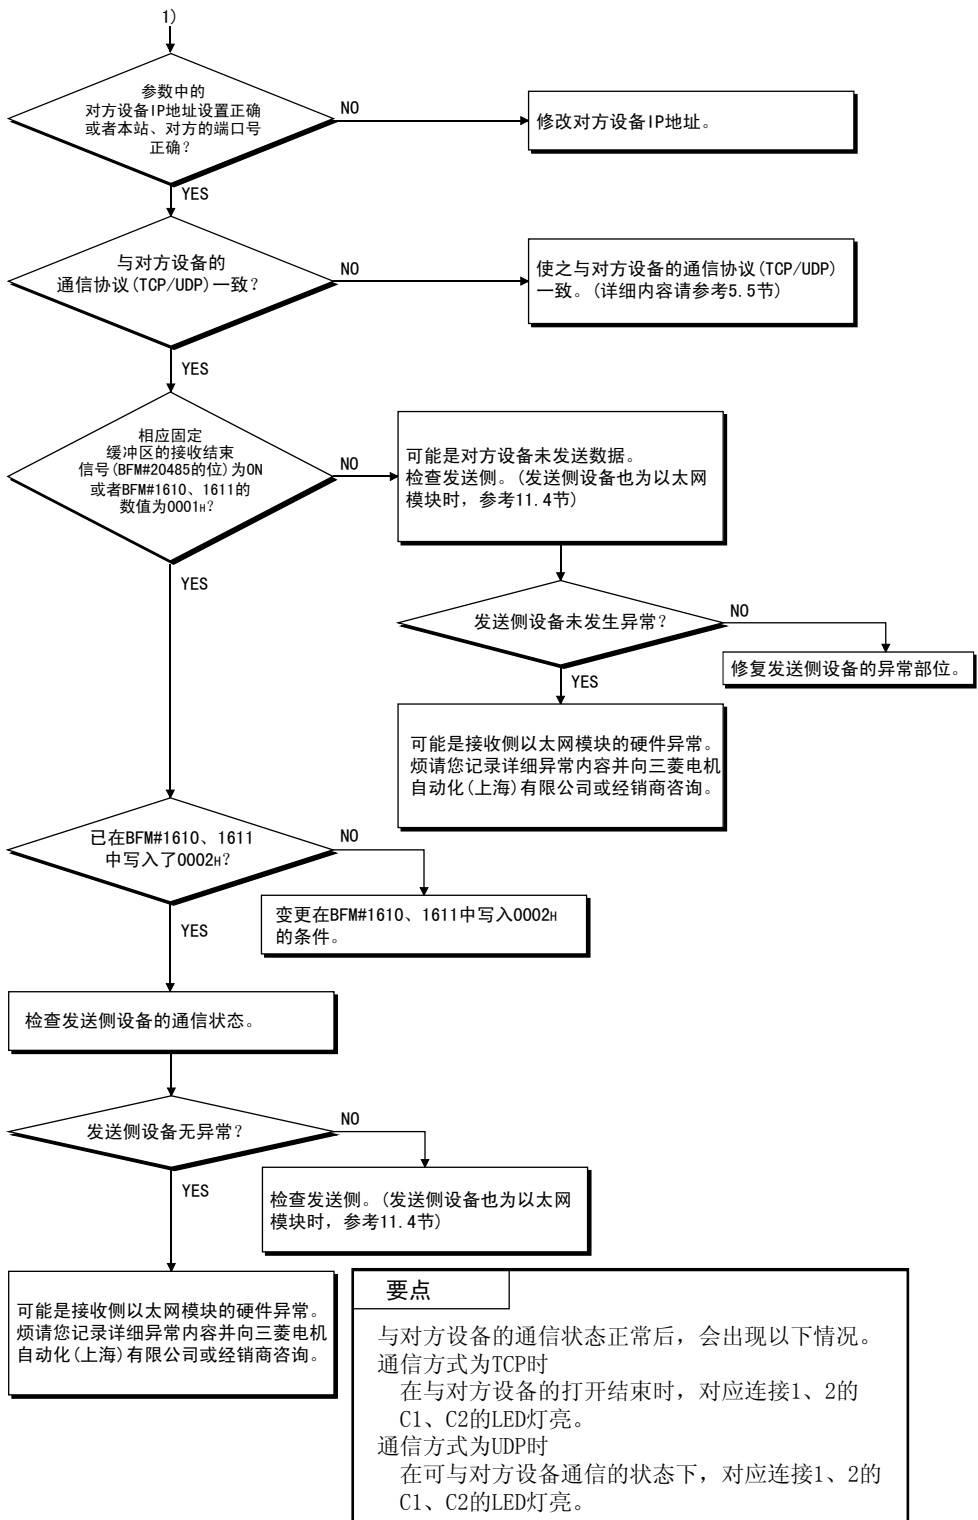 1)
参数中的
对方设备IP地址设置正确
或者本站、对方的端口号
正确？
NO
修改对方设备IP地址。
YES
与对方设备的
通信协议(TCP/UDP)一致？
NO
使之与对方设备的通信协议(TCP/UDP)
一致。(详细内容请参考5.5节)
YES
相应固定
缓冲区的接收结束
信号(BFM#20485的位)为ON
或者BFM#1610、1611的
数值为0001H？
NO
可能是对方设备未发送数据。
检查发送侧。(发送侧设备也为以太网
模块时，参考11.4节)
YES
发送侧设备未发生异常？
NO
修复发送侧设备的异常部位。
YES
可能是接收侧以太网模块的硬件异常。
烦请您记录详细异常内容并向三菱电机
自动化(上海)有限公司或经销商咨询。
已在BFM#1610、1611
中写入了0002H？
NO
变更在BFM#1610、1611中写入0002H
的条件。
YES
检查发送侧设备的通信状态。
发送侧设备无异常？
NO
检查发送侧。(发送侧设备也为以太网
模块时，参考11.4节)
YES
可能是接收侧以太网模块的硬件异常。
烦请您记录详细异常内容并向三菱电机
自动化(上海)有限公司或经销商咨询。
要点
与对方设备的通信状态正常后，会出现以下情况。
通信方式为TCP时
在与对方设备的打开结束时，对应连接1、2的
C1、C2的LED灯亮。
通信方式为UDP时
在可与对方设备通信的状态下，对应连接1、2的
C1、C2的LED灯亮。